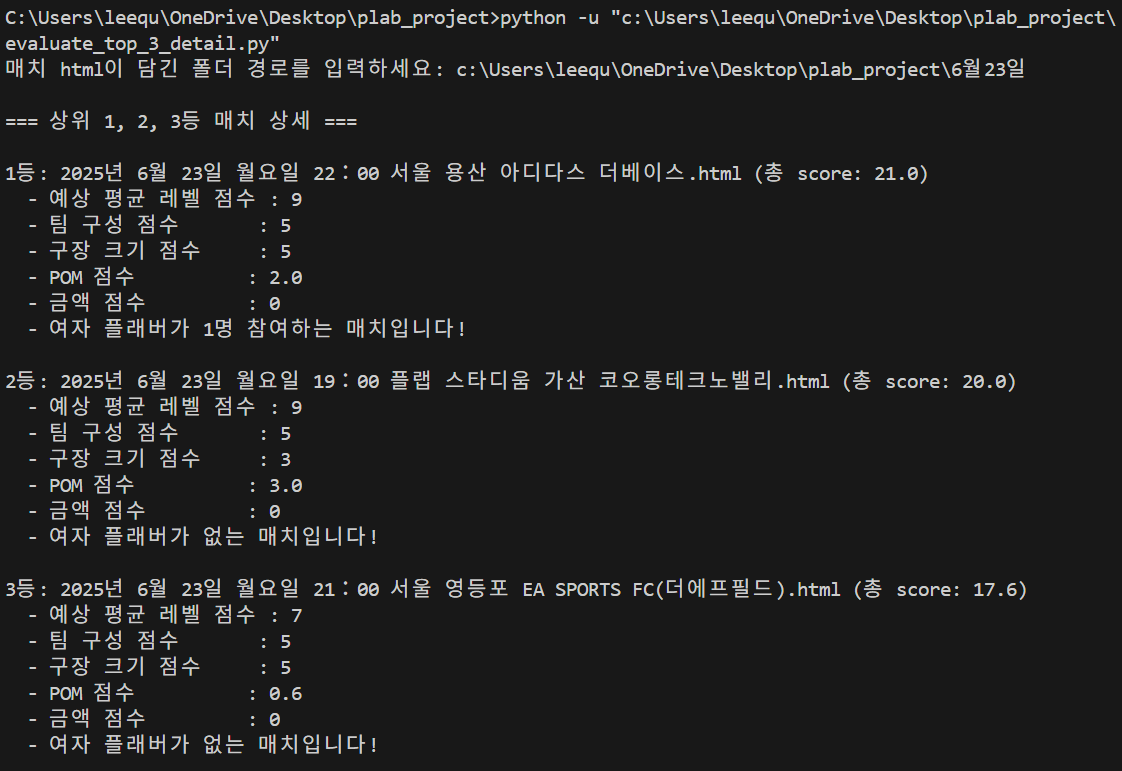 C:\Users\leequ\OneDrive\Desktop\plab_project>python -u "c:\Users\leequ\OneDrive\Desktop\plab_project\
evaluate_top_3_detail.py"
매치 html이 담긴 폴더 경로를 입력하세요: c:\Users\leequ\OneDrive\Desktop\plab_project\6월23일
=== 상위 1, 2, 3등 매치 상세 ===
1등: 2025년 6월 23일 월요일 22：00 서울 용산 아디다스 더베이스.html (총 score: 21.0)
- 예상 평균 레벨 점수 : 9
- 팀 구성 점수 : 5
- 구장 크기 점수 : 5
- POM 점수 : 2.0
- 금액 점수 : 0
- 여자 플래버가 1명 참여하는 매치입니다!
2등: 2025년 6월 23일 월요일 19：00 플랩 스타디움 가산 코오롱테크노밸리.html (총 score: 20.0)
- 예상 평균 레벨 점수 : 9
- 팀 구성 점수 : 5
- 구장 크기 점수 : 3
- POM 점수 : 3.0
- 금액 점수 : 0
- 여자 플래버가 없는 매치입니다!
3등: 2025년 6월 23일 월요일 21：00 서울 영등포 EA SPORTS FC(더에프필드).html (총 score: 17.6)
- 예상 평균 레벨 점수 : 7
- 팀 구성 점수 : 5
- 구장 크기 점수 : 5
- POM 점수 : 0.6
- 금액 점수 : 0
- 여자 플래버가 없는 매치입니다!